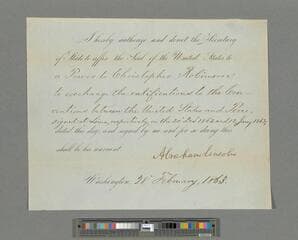 I hereby authorize and direct the Secretary
of State to affix the Seal of the United States to
a Power to Christopher Robinson
to exchange the ratifications to the Con-
ventions between the United States and Peru,
signed at Lima, respectively on the 20 Dec 1862 and 12 Jany 1863,
dated this day and signed by me and for so doing this
shall be his warrant.
Abraham Lincoln
Washington 21 February, 1863.